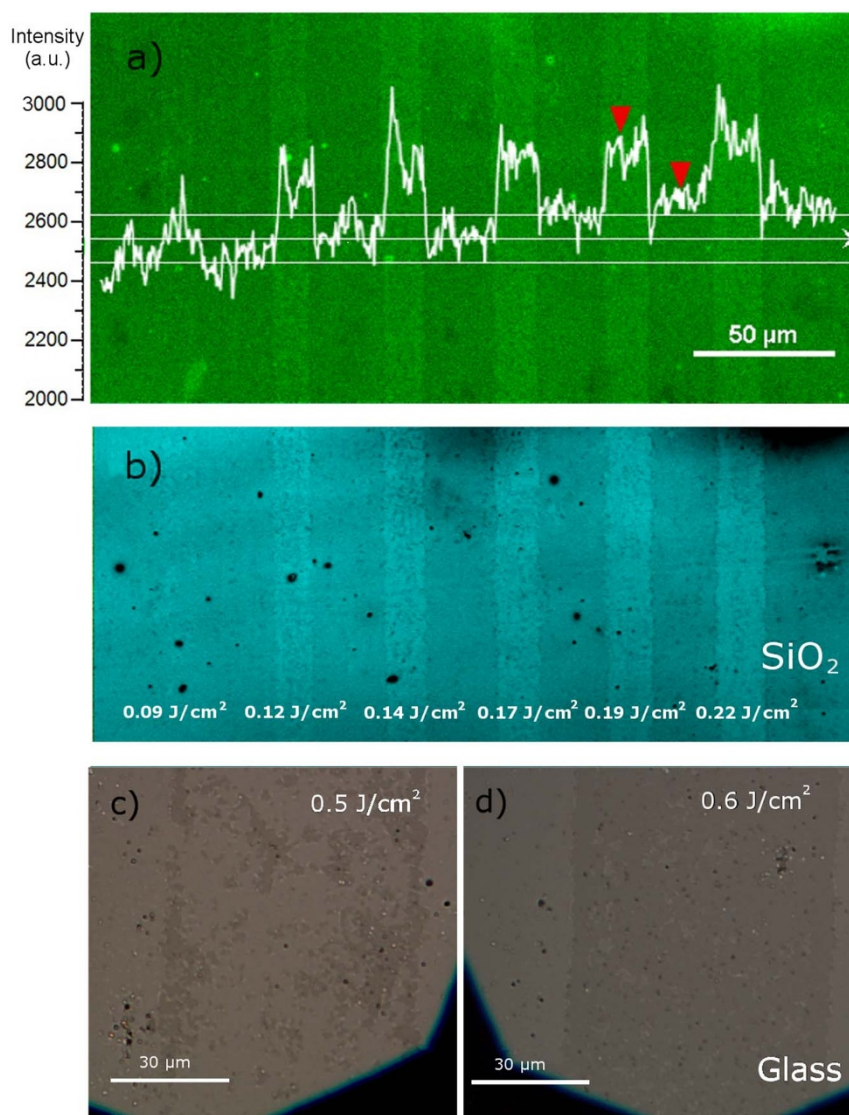 Intensity
(a.u.)
a)
3000
2800
2600
2400
2200
2000
50 µm
b)
SiO₂
0.09 J/cm² 0.12 J/cm² 0.14 J/cm² 0.17 J/cm² 0.19 J/cm² 0.22 J/cm²
c) 0.5 J/cm²
30 µm
d) 0.6 J/cm²
30 µm
Glass